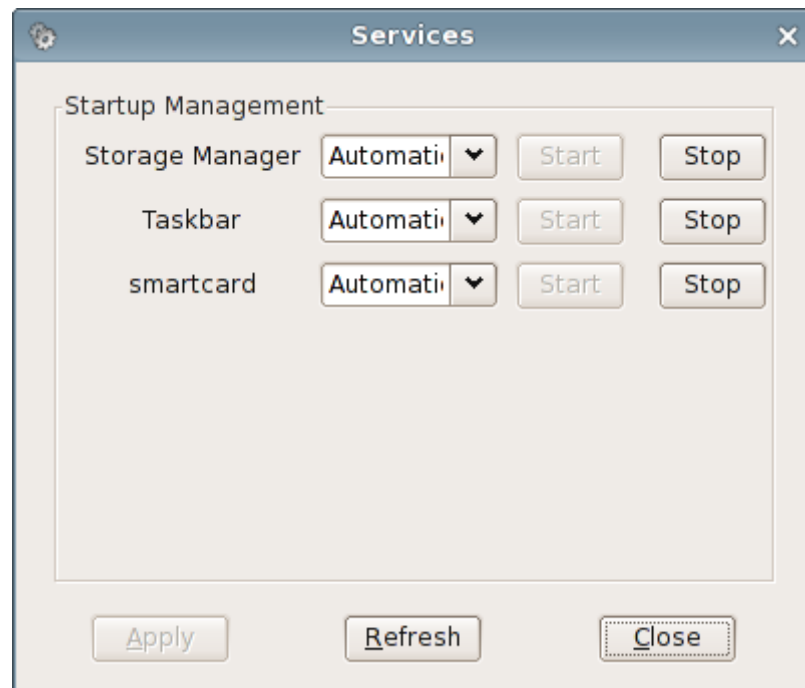 Services
Startup Management
Storage Manager Automati Start Stop
Taskbar Automati Start Stop
smartcard Automati Start Stop
Apply Refresh Close